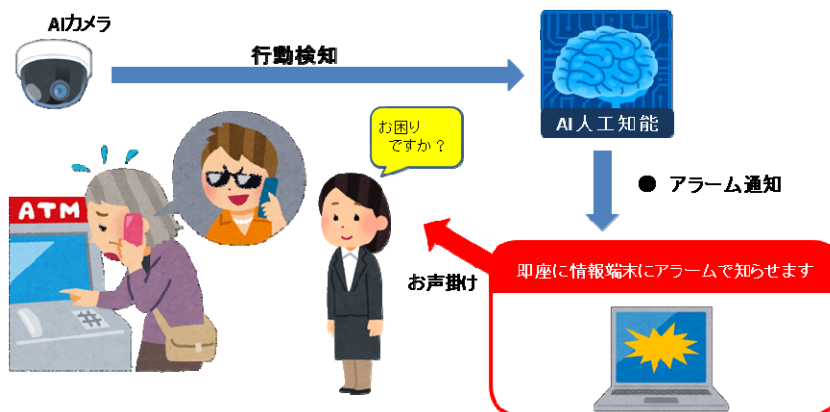 AIカメラ
行動検知
AI人工知能
お困り
ですか？
● アラーム通知
ATM
お声掛け
即座に情報端末にアラームで知らせます